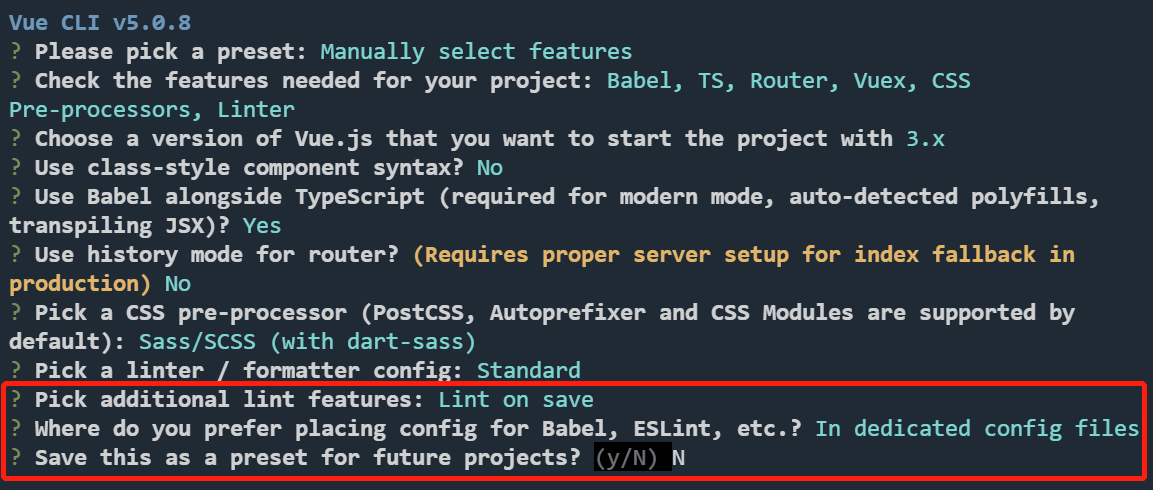 Vue CLI v5.0.8
? Please pick a preset: Manually select features
? Check the features needed for your project: Babel, TS, Router, Vuex, CSS
Pre-processors, Linter
? Choose a version of Vue.js that you want to start the project with 3.x
? Use class-style component syntax? No
? Use Babel alongside TypeScript (required for modern mode, auto-detected polyfills,
transpiling JSX)? Yes
? Use history mode for router? (Requires proper server setup for index fallback in
production) No
? Pick a CSS pre-processor (PostCSS, Autoprefixer and CSS Modules are supported by
default): Sass/SCSS (with dart-sass)
? Pick a linter / formatter config: Standard
? Pick additional lint features: Lint on save
? Where do you prefer placing config for Babel, ESLint, etc.? In dedicated config files
? Save this as a preset for future projects? (y/N) N